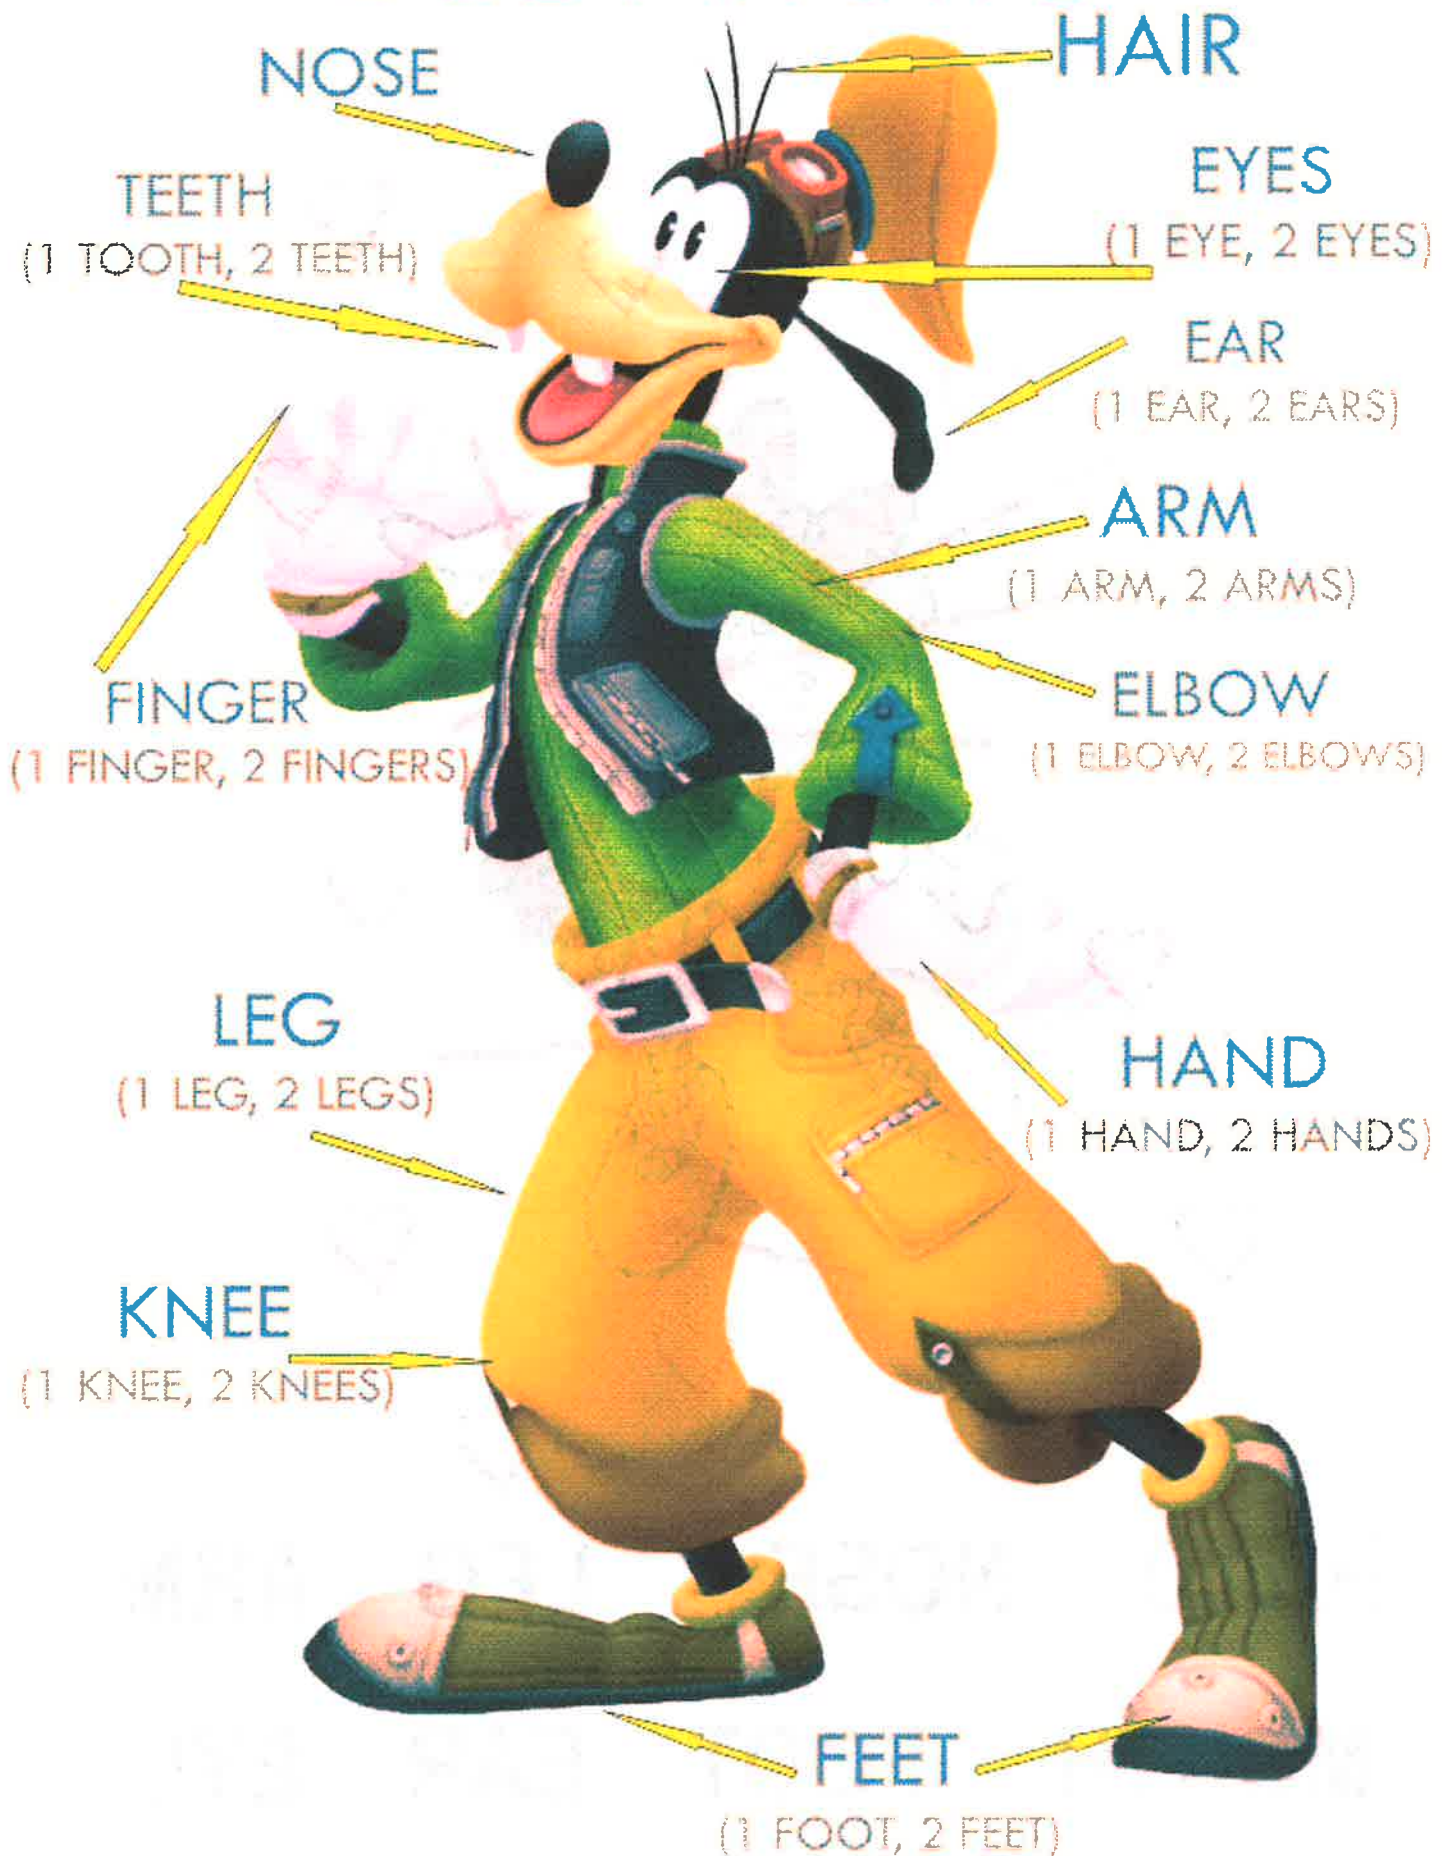 NOSE
HAIR
TEETH
(1 TOOTH, 2 TEETH)
EYES
(1 EYE, 2 EYES)
EAR
(1 EAR, 2 EARS)
ARM
(1 ARM, 2 ARMS)
FINGER
(1 FINGER, 2 FINGERS)
ELBOW
(1 ELBOW, 2 ELBOWS)
LEG
(1 LEG, 2 LEGS)
HAND
(1 HAND, 2 HANDS)
KNEE
(1 KNEE, 2 KNEES)
FEET
(1 FOOT, 2 FEET)